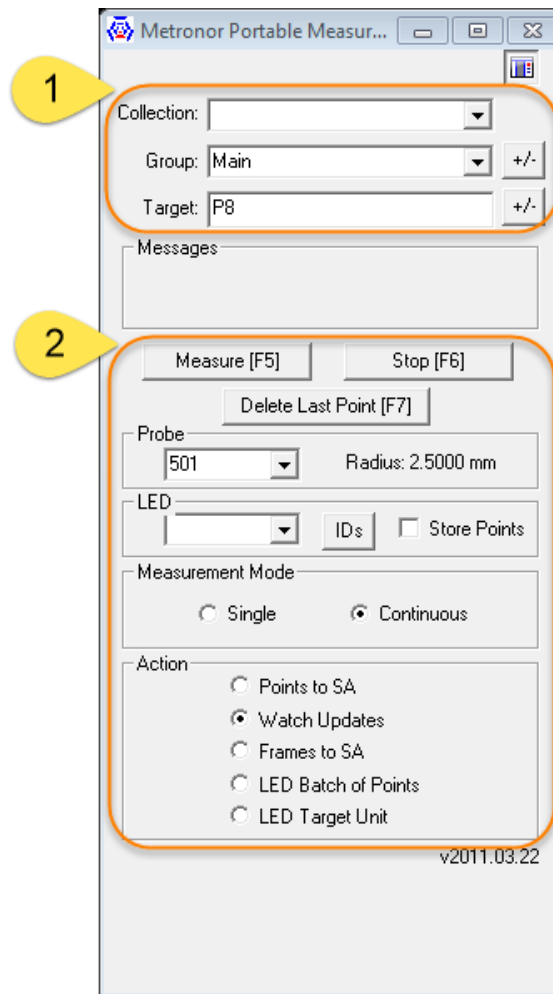 Metronor Portable Measur...
1
Collection:
Group: Main +/-
Target: P8 +/-
Messages
2
Measure [F5] Stop [F6]
Delete Last Point [F7]
Probe
501 Radius: 2.5000 mm
LED
IDs Store Points
Measurement Mode
Single Continuous
Action
Points to SA
Watch Updates
Frames to SA
LED Batch of Points
LED Target Unit
v2011.03.22